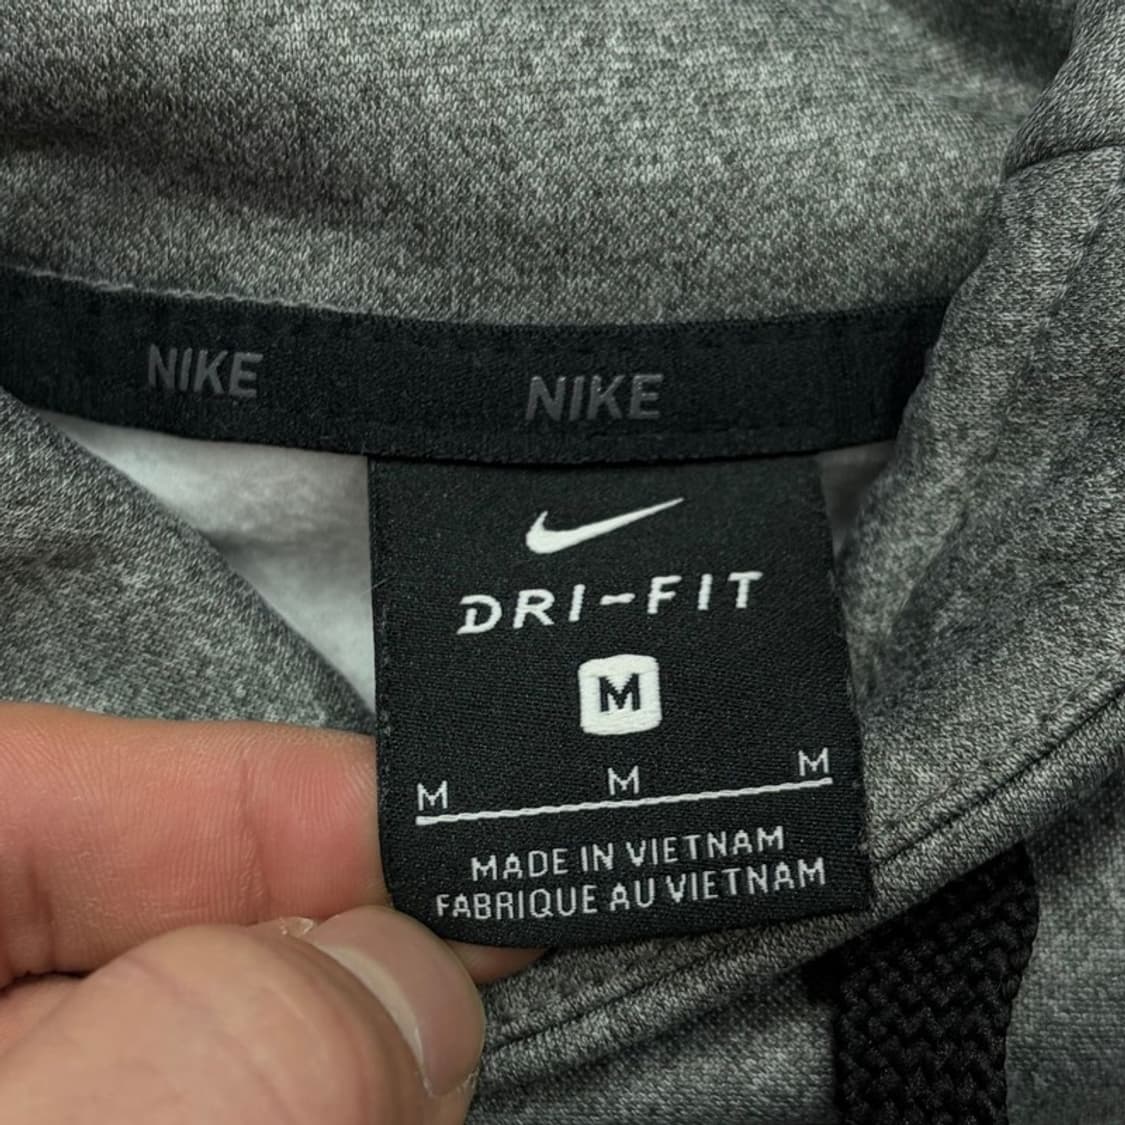 NIKE NIKE
DRI-FIT
M
M M M
MADE IN VIETNAM
FABRIQUE AU VIETNAM